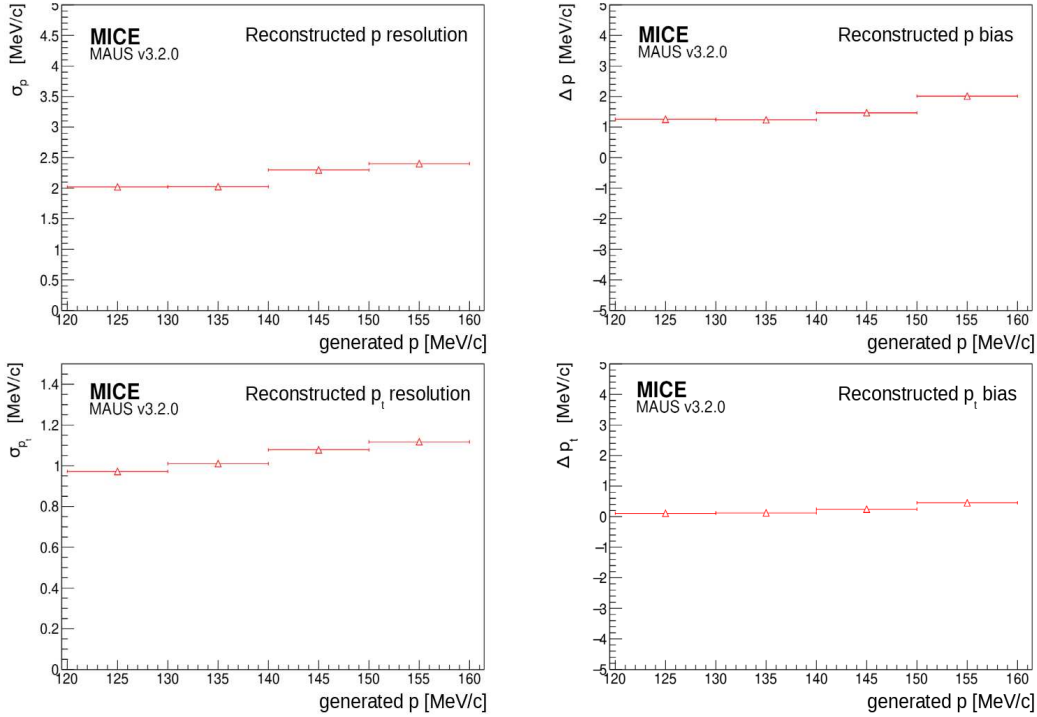 5
4.5
4
3.5
3
2.5
2
1.5
1
0.5
0
σp [MeV/c]
MICE
MAUS v3.2.0
Reconstructed p resolution
120 125 130 135 140 145 150 155 160
generated p [MeV/c]
5
4
3
2
1
0
−1
−2
−3
−4
−5
Δ p [MeV/c]
MICE
MAUS v3.2.0
Reconstructed p bias
120 125 130 135 140 145 150 155 160
generated p [MeV/c]
1.4
1.2
1
0.8
0.6
0.4
0.2
0
σpt [MeV/c]
MICE
MAUS v3.2.0
Reconstructed pt resolution
120 125 130 135 140 145 150 155 160
generated p [MeV/c]
5
4
3
2
1
0
−1
−2
−3
−4
−5
Δ pt [MeV/c]
MICE
MAUS v3.2.0
Reconstructed pt bias
120 125 130 135 140 145 150 155 160
generated p [MeV/c]